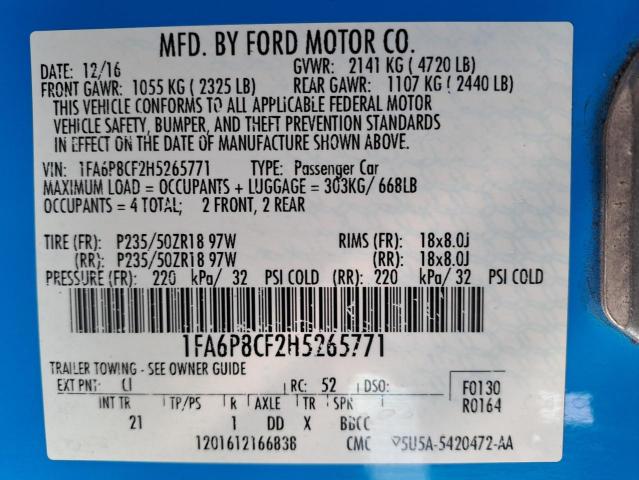 MFD. BY FORD MOTOR CO.
DATE: 12/16 GVWR: 2141 KG ( 4720 LB)
FRONT GAWR: 1055 KG ( 2325 LB) REAR GAWR: 1107 KG ( 2440 LB)
THIS VEHICLE CONFORMS TO ALL APPLICABLE FEDERAL MOTOR
VEHICLE SAFETY, BUMPER, AND THEFT PREVENTION STANDARDS
IN EFFECT ON THE DATE OF MANUFACTURE SHOWN ABOVE.
VIN: 1FA6P8CF2H5265771 TYPE: Passenger Car
MAXIMUM LOAD = OCCUPANTS + LUGGAGE = 303KG/ 668LB
OCCUPANTS = 4 TOTAL; 2 FRONT, 2 REAR
TIRE (FR): P235/50ZR18 97W RIMS (FR): 18x8.0J
(RR): P235/50ZR18 97W (RR): 18x8.0J
PRESSURE (FR): 220 kPa/ 32 PSI COLD (RR): 220 kPa/ 32 PSI COLD
1FA6P8CF2H5265771
TRAILER TOWING - SEE OWNER GUIDE
EXT PNT: CI RC: 52 DSO: F0130
INT TR TP/PS R AXLE TR SPR R0164
21 1 DD X BBCC
1201612166838 CMC 5U5A-5420472-AA